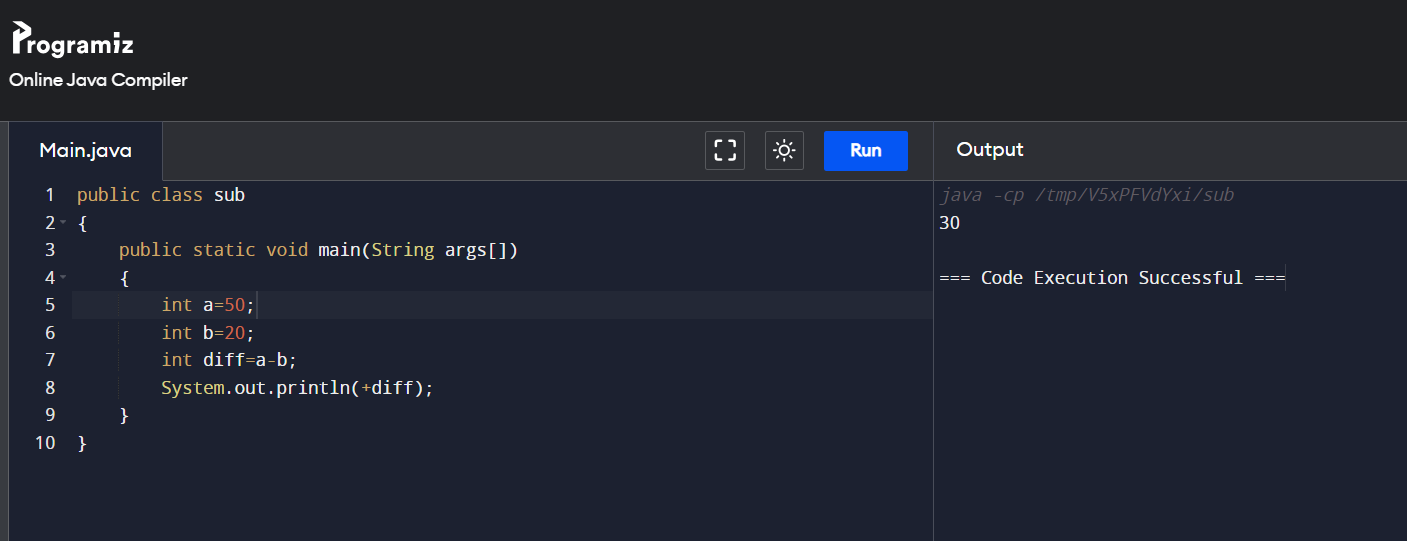 Programiz
Online Java Compiler
Main.java
Run
Output
1 public class sub
2 {
3     public static void main(String args[])
4     {
5         int a=50;
6         int b=20;
7         int diff=a-b;
8         System.out.println(+diff);
9     }
10 }
java -cp /tmp/V5xPFVdYxi/sub
30
=== Code Execution Successful ===